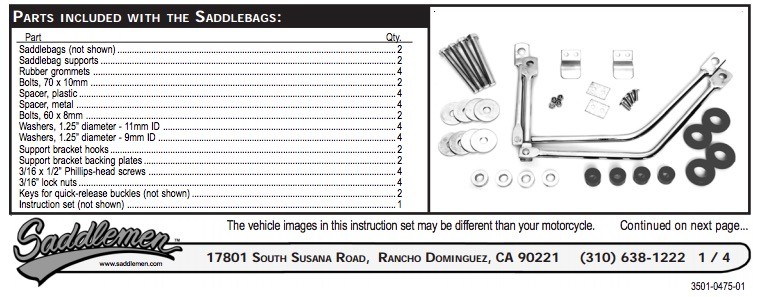 PARTS INCLUDED WITH THE SADDLEBAGS:
Part Qty.
Saddlebags (not shown) 2
Saddlebag supports 2
Rubber grommets 4
Bolts, 70 x 10mm 2
Spacer, plastic 4
Spacer, metal 4
Bolts, 60 x 8mm 2
Washers, 1.25" diameter - 11mm ID 4
Washers, 1.25" diameter - 9mm ID 4
Support bracket hooks 2
Support bracket backing plates 2
3/16 x 1/2" Phillips-head screws 4
3/16" lock nuts 4
Keys for quick-release buckles (not shown) 2
Instruction set (not shown) 1
The vehicle images in this instruction set may be different than your motorcycle. Continued on next page...
Saddlemen™
www.saddlemen.com
17801 SOUTH SUSANA ROAD, RANCHO DOMINGUEZ, CA 90221 (310) 638-1222 1 / 4
3501-0475-01